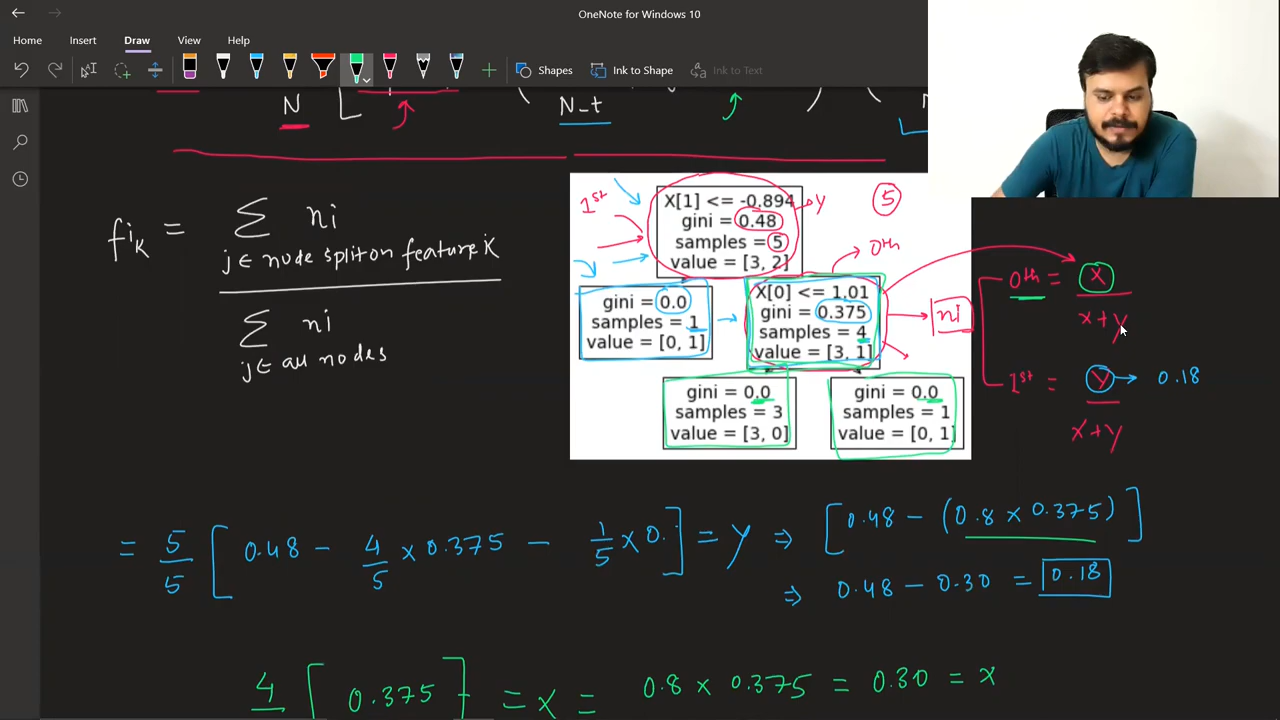 OneNote for Windows 10
Home Insert Draw View Help
Shapes Ink to Shape Ink to Text
N
N-t
fiK = Σ ni
j∈ node split on feature K
Σ ni
j∈ all nodes
1st
X[1] <= -0.894
gini = 0.48
samples = 5
value = [3, 2]
y
5
0th
gini = 0.0
samples = 1
value = [0, 1]
X[0] <= 1.01
gini = 0.375
samples = 4
value = [3, 1]
ni
gini = 0.0
samples = 3
value = [3, 0]
gini = 0.0
samples = 1
value = [0, 1]
0th = x
x+y
1st = y → 0.18
x+y
= 5/5 [ 0.48 - 4/5 x 0.375 - 1/5 x 0. ] = y ⇒ [ 0.48 - (0.8 x 0.375) ]
⇒ 0.48 - 0.30 = 0.18
4 [ 0.375 ] = x = 0.8 x 0.375 = 0.30 = x